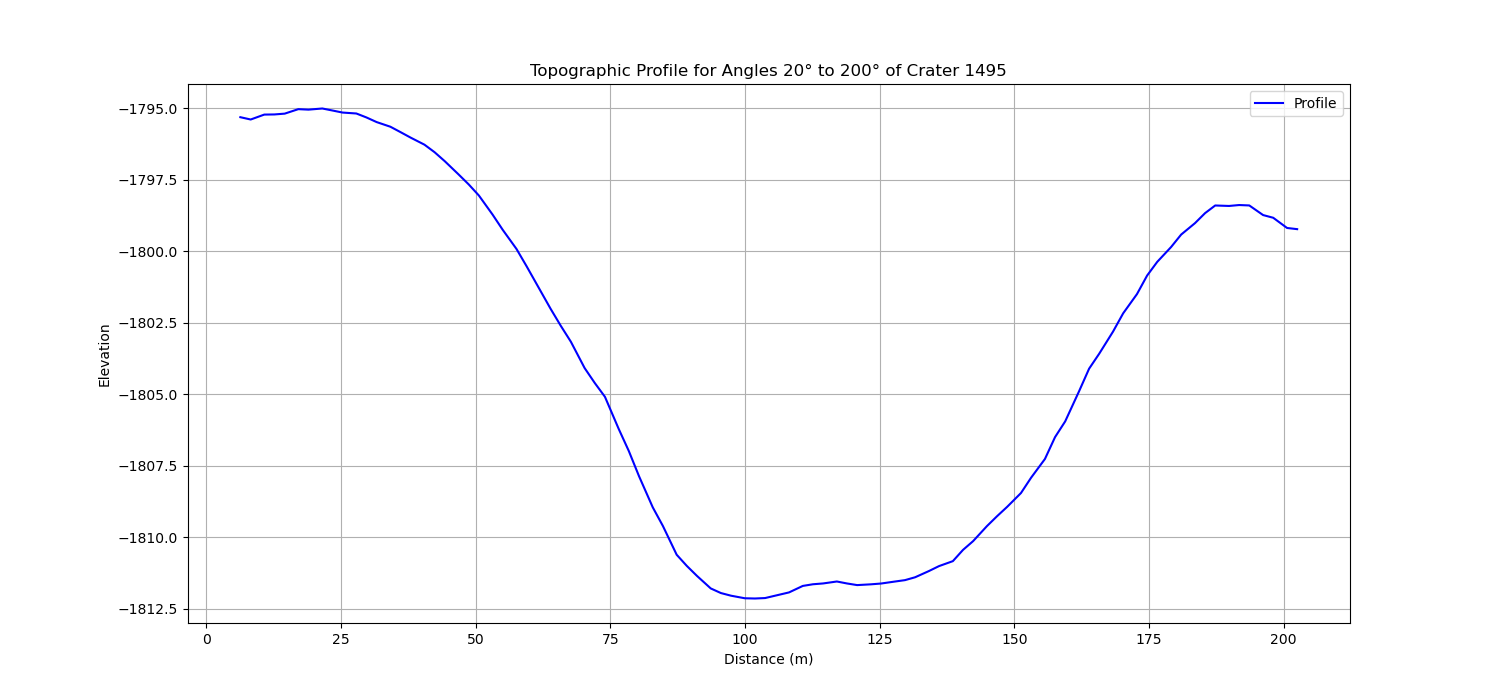 Topographic Profile for Angles 20° to 200° of Crater 1495
Profile
Elevation
−1795.0
−1797.5
−1800.0
−1802.5
−1805.0
−1807.5
−1810.0
−1812.5
0 25 50 75 100 125 150 175 200
Distance (m)